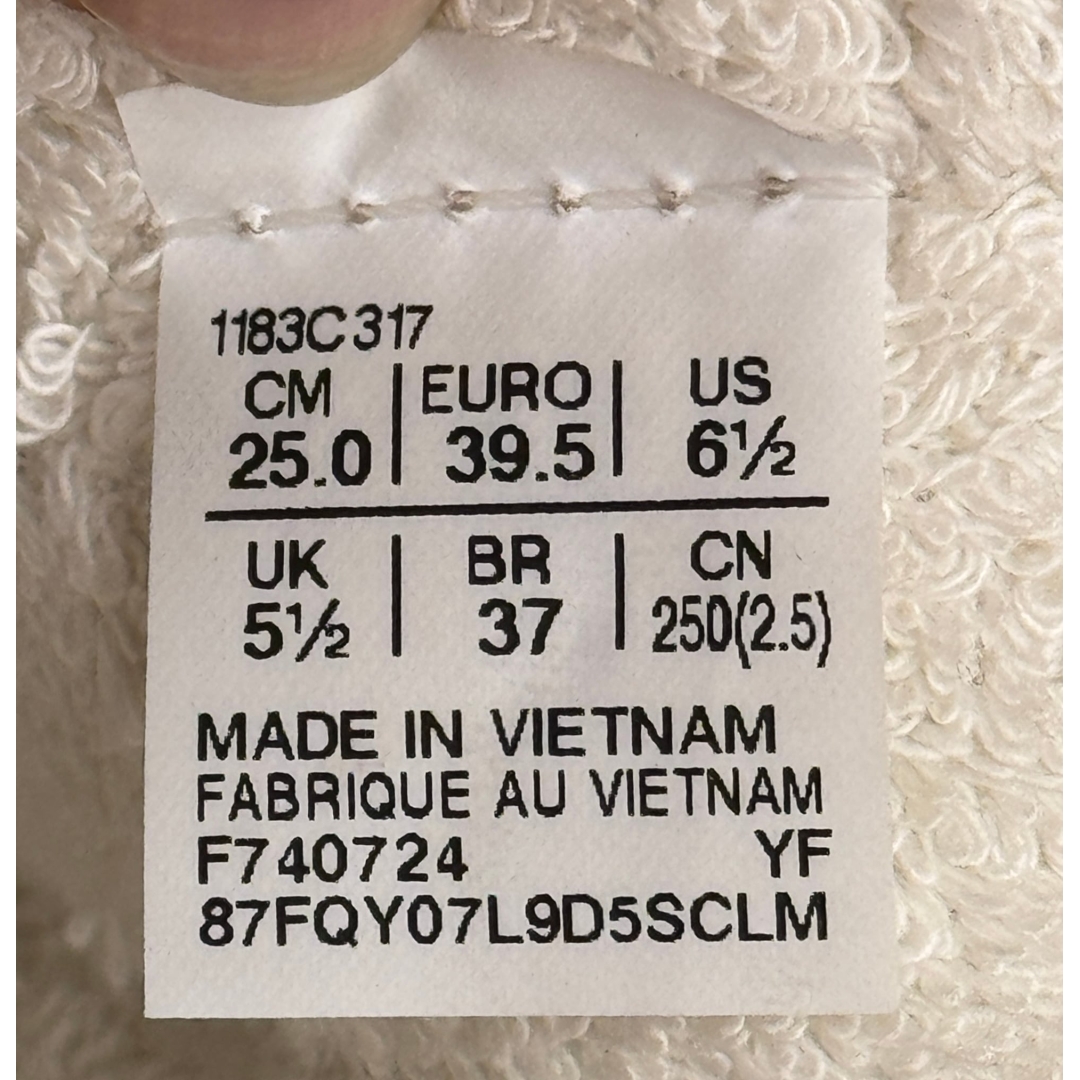 1183C317
CM | EURO | US
25.0 | 39.5 | 6½
UK | BR | CN
5½ | 37 | 250(2.5)
MADE IN VIETNAM
FABRIQUE AU VIETNAM
F740724 YF
87FQY07L9D5SCLM